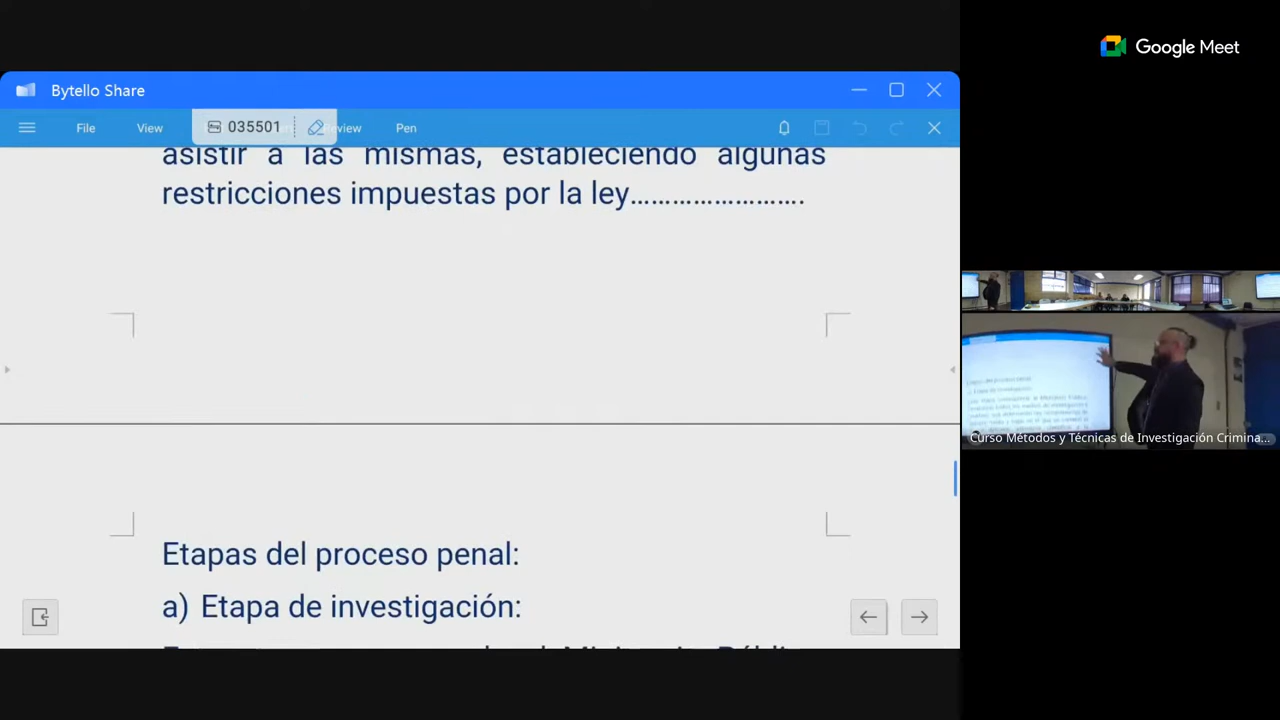 Google Meet
Bytello Share
File View 035501 eview Pen
asistir a las mismas, estableciendo algunas
restricciones impuestas por la ley…………………….
Etapas del proceso penal:
a) Etapa de investigación:
Curso Métodos y Técnicas de Investigación Crimina...